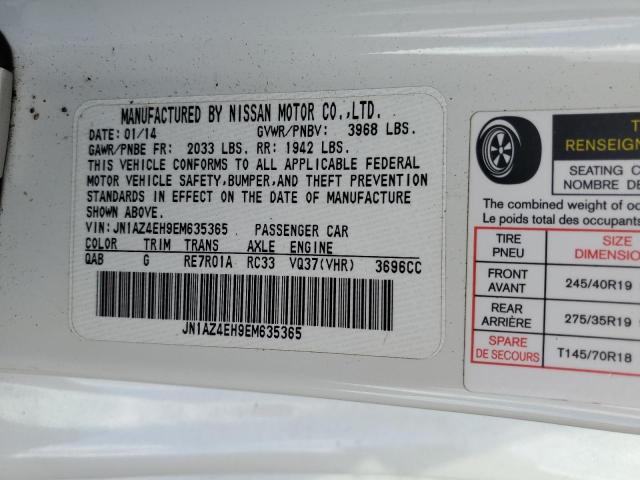 MANUFACTURED BY NISSAN MOTOR CO.,LTD.
DATE: 01/14 GVWR/PNBV: 3968 LBS.
GAWR/PNBE FR: 2033 LBS. RR: 1942 LBS.
THIS VEHICLE CONFORMS TO ALL APPLICABLE FEDERAL
MOTOR VEHICLE SAFETY,BUMPER,AND THEFT PREVENTION
STANDARDS IN EFFECT ON THE DATE OF MANUFACTURE
SHOWN ABOVE.
VIN: JN1AZ4EH9EM635365 PASSENGER CAR
COLOR TRIM TRANS AXLE ENGINE
QAB G RE7R01A RC33 VQ37(VHR) 3696CC
JN1AZ4EH9EM635365
RENSEIGN
SEATING
NOMBRE
The combined weight of
Le poids total des occupants
TIRE SIZE
PNEU DIMENSION
FRONT 245/40R19
AVANT
REAR 275/35R19
ARRIÈRE
SPARE T145/70R18
DE SECOURS